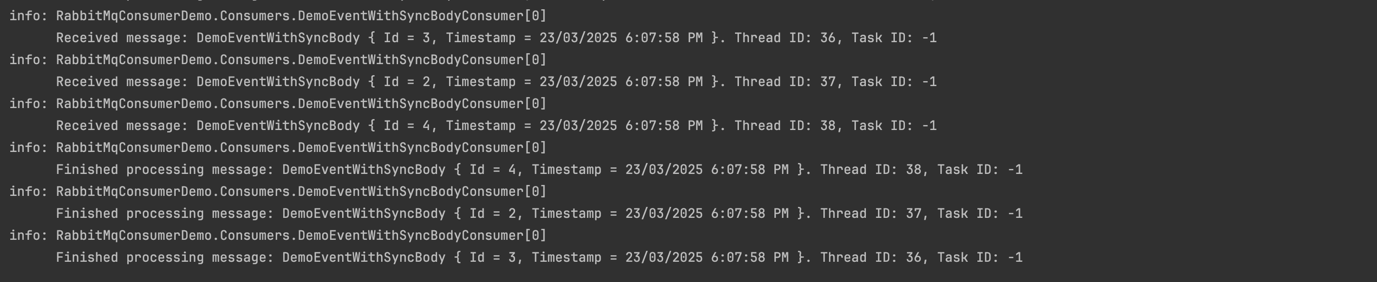 info: RabbitMqConsumerDemo.Consumers.DemoEventWithSyncBodyConsumer[0]
Received message: DemoEventWithSyncBody { Id = 3, Timestamp = 23/03/2025 6:07:58 PM }. Thread ID: 36, Task ID: -1
info: RabbitMqConsumerDemo.Consumers.DemoEventWithSyncBodyConsumer[0]
Received message: DemoEventWithSyncBody { Id = 2, Timestamp = 23/03/2025 6:07:58 PM }. Thread ID: 37, Task ID: -1
info: RabbitMqConsumerDemo.Consumers.DemoEventWithSyncBodyConsumer[0]
Received message: DemoEventWithSyncBody { Id = 4, Timestamp = 23/03/2025 6:07:58 PM }. Thread ID: 38, Task ID: -1
info: RabbitMqConsumerDemo.Consumers.DemoEventWithSyncBodyConsumer[0]
Finished processing message: DemoEventWithSyncBody { Id = 4, Timestamp = 23/03/2025 6:07:58 PM }. Thread ID: 38, Task ID: -1
info: RabbitMqConsumerDemo.Consumers.DemoEventWithSyncBodyConsumer[0]
Finished processing message: DemoEventWithSyncBody { Id = 2, Timestamp = 23/03/2025 6:07:58 PM }. Thread ID: 37, Task ID: -1
info: RabbitMqConsumerDemo.Consumers.DemoEventWithSyncBodyConsumer[0]
Finished processing message: DemoEventWithSyncBody { Id = 3, Timestamp = 23/03/2025 6:07:58 PM }. Thread ID: 36, Task ID: -1